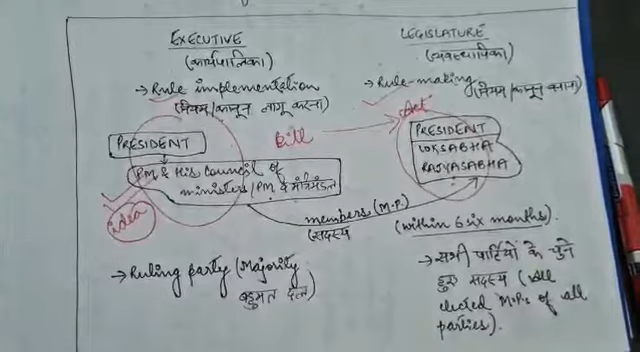 EXECUTIVE
(कार्यपालिका)
→ Rule implementation
(नियम/कानून लागू करना)
PRESIDENT
PM & His Council of
ministers/PM & मंत्रिमंडल
idea
→ Ruling party (Majority
बहुमत दल)
Bill
Act
members (M.P.)
(सदस्य
LEGISLATURE
(व्यवस्थापिका)
→ Rule-making
(नियम/कानून बनाना)
PRESIDENT
LOKSABHA
RAJYASABHA
(within 6 six months).
→ सभी पार्टियों के चुने
हुए सदस्य (All
elected M.Ps of all
parties).